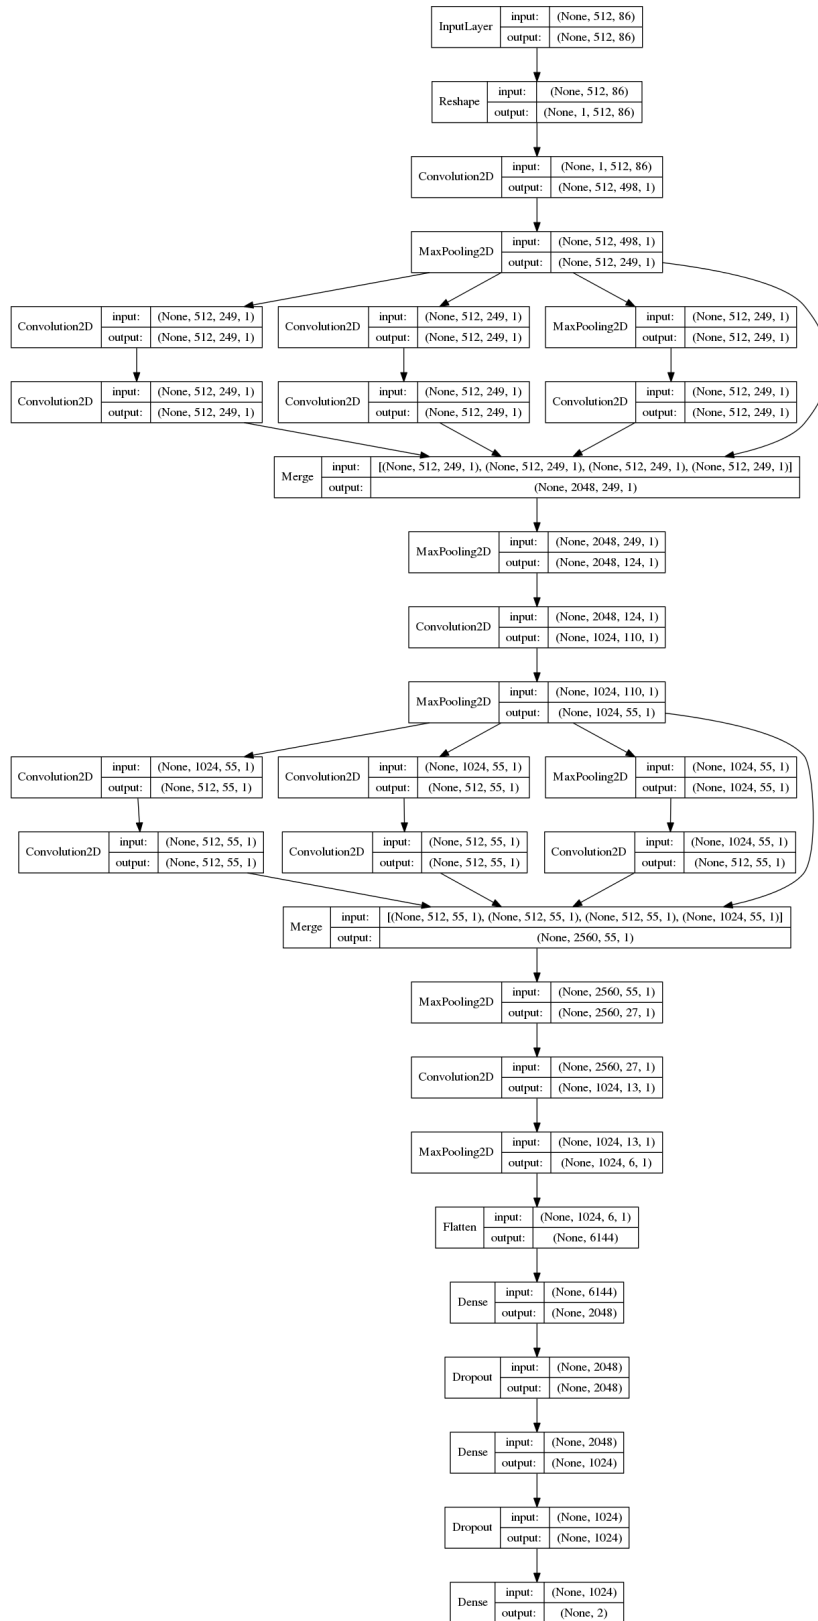 InputLayer input: (None, 512, 86)
output: (None, 512, 86)
Reshape input: (None, 512, 86)
output: (None, 1, 512, 86)
Convolution2D input: (None, 1, 512, 86)
output: (None, 512, 498, 1)
MaxPooling2D input: (None, 512, 498, 1)
output: (None, 512, 249, 1)
Convolution2D input: (None, 512, 249, 1)
output: (None, 512, 249, 1)
Convolution2D input: (None, 512, 249, 1)
output: (None, 512, 249, 1)
MaxPooling2D input: (None, 512, 249, 1)
output: (None, 512, 249, 1)
Convolution2D input: (None, 512, 249, 1)
output: (None, 512, 249, 1)
Convolution2D input: (None, 512, 249, 1)
output: (None, 512, 249, 1)
Convolution2D input: (None, 512, 249, 1)
output: (None, 512, 249, 1)
Merge input: [(None, 512, 249, 1), (None, 512, 249, 1), (None, 512, 249, 1), (None, 512, 249, 1)]
output: (None, 2048, 249, 1)
MaxPooling2D input: (None, 2048, 249, 1)
output: (None, 2048, 124, 1)
Convolution2D input: (None, 2048, 124, 1)
output: (None, 1024, 110, 1)
MaxPooling2D input: (None, 1024, 110, 1)
output: (None, 1024, 55, 1)
Convolution2D input: (None, 1024, 55, 1)
output: (None, 512, 55, 1)
Convolution2D input: (None, 1024, 55, 1)
output: (None, 512, 55, 1)
MaxPooling2D input: (None, 1024, 55, 1)
output: (None, 1024, 55, 1)
Convolution2D input: (None, 512, 55, 1)
output: (None, 512, 55, 1)
Convolution2D input: (None, 512, 55, 1)
output: (None, 512, 55, 1)
Convolution2D input: (None, 1024, 55, 1)
output: (None, 512, 55, 1)
Merge input: [(None, 512, 55, 1), (None, 512, 55, 1), (None, 512, 55, 1), (None, 1024, 55, 1)]
output: (None, 2560, 55, 1)
MaxPooling2D input: (None, 2560, 55, 1)
output: (None, 2560, 27, 1)
Convolution2D input: (None, 2560, 27, 1)
output: (None, 1024, 13, 1)
MaxPooling2D input: (None, 1024, 13, 1)
output: (None, 1024, 6, 1)
Flatten input: (None, 1024, 6, 1)
output: (None, 6144)
Dense input: (None, 6144)
output: (None, 2048)
Dropout input: (None, 2048)
output: (None, 2048)
Dense input: (None, 2048)
output: (None, 1024)
Dropout input: (None, 1024)
output: (None, 1024)
Dense input: (None, 1024)
output: (None, 2)